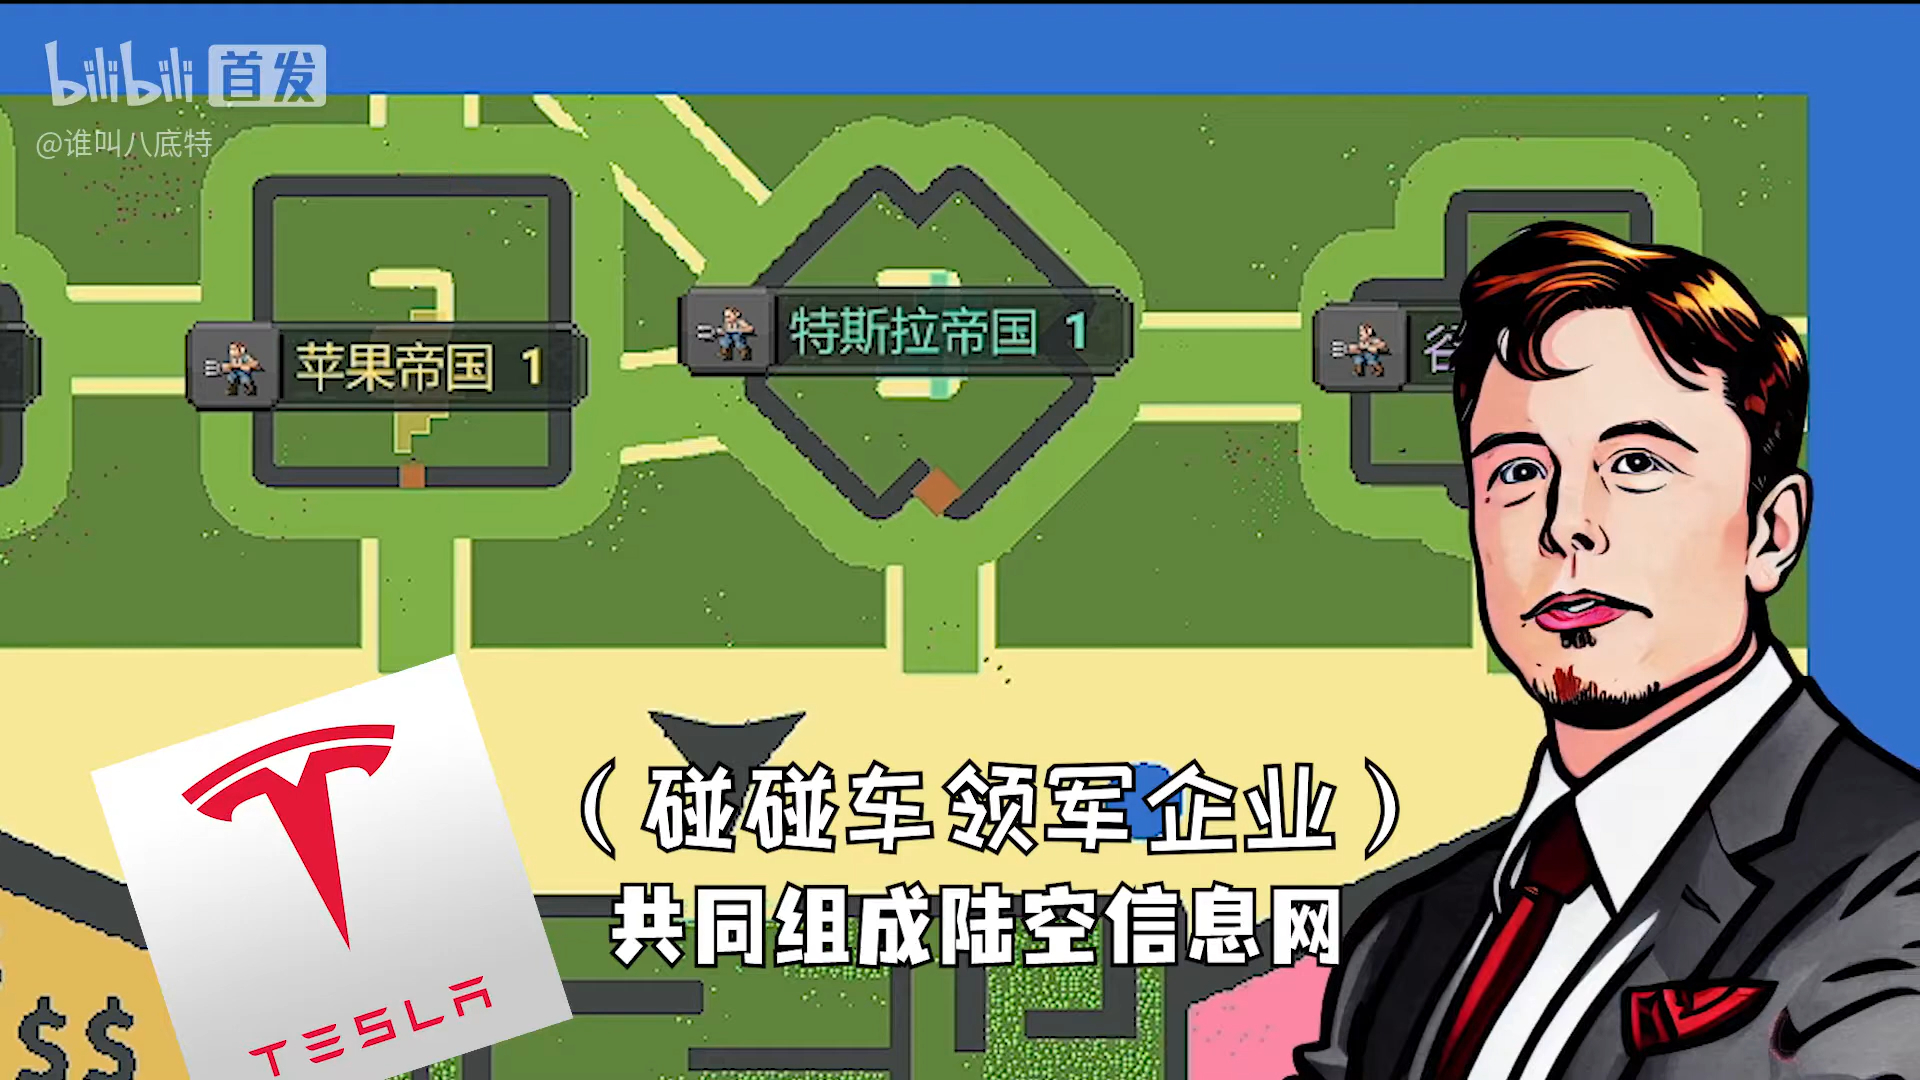 bilibili 首发
@谁叫八底特
特斯拉帝国 1
苹果帝国 1
谷
TESLA
（碰碰车领军企业）
共同组成陆空信息网
$$